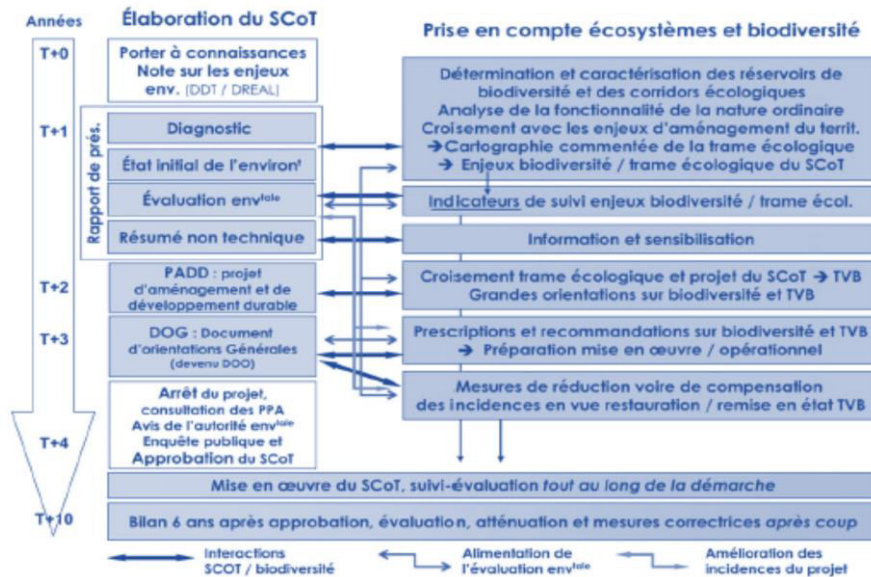 Années
Élaboration du SCoT
Prise en compte écosystèmes et biodiversité
T+0
Porter à connaissances
Note sur les enjeux
env. (DDT / DREAL)
Détermination et caractérisation des réservoirs de
biodiversité et des corridors écologiques
Analyse de la fonctionnalité de la nature ordinaire
Croisement avec les enjeux d'aménagement du territ.
➔Cartographie commentée de la trame écologique
➔ Enjeux biodiversité / trame écologique du SCoT
T+1
Rapport de prés.
Diagnostic
État initial de l'environᵗ
Évaluation envᵗᵃˡᵉ
Indicateurs de suivi enjeux biodiversité / trame écol.
Résumé non technique
Information et sensibilisation
T+2
PADD : projet
d'aménagement et de
développement durable
Croisement trame écologique et projet du SCoT ➔ TVB
Grandes orientations sur biodiversité et TVB
T+3
DOG : Document
d'orientations Générales
(devenu DOO)
Prescriptions et recommandations sur biodiversité et TVB
➔ Préparation mise en œuvre / opérationnel
Arrêt du projet,
consultation des PPA
Avis de l'autorité envᵗᵃˡᵉ
Enquête publique et
Approbation du SCoT
Mesures de réduction voire de compensation
des incidences en vue restauration / remise en état TVB
T+4
Mise en œuvre du SCoT, suivi-évaluation tout au long de la démarche
T+10
Bilan 6 ans après approbation, évaluation, atténuation et mesures correctrices après coup
Interactions
SCOT / biodiversité
Alimentation de
l'évaluation envᵗᵃˡᵉ
Amélioration des
incidences du projet